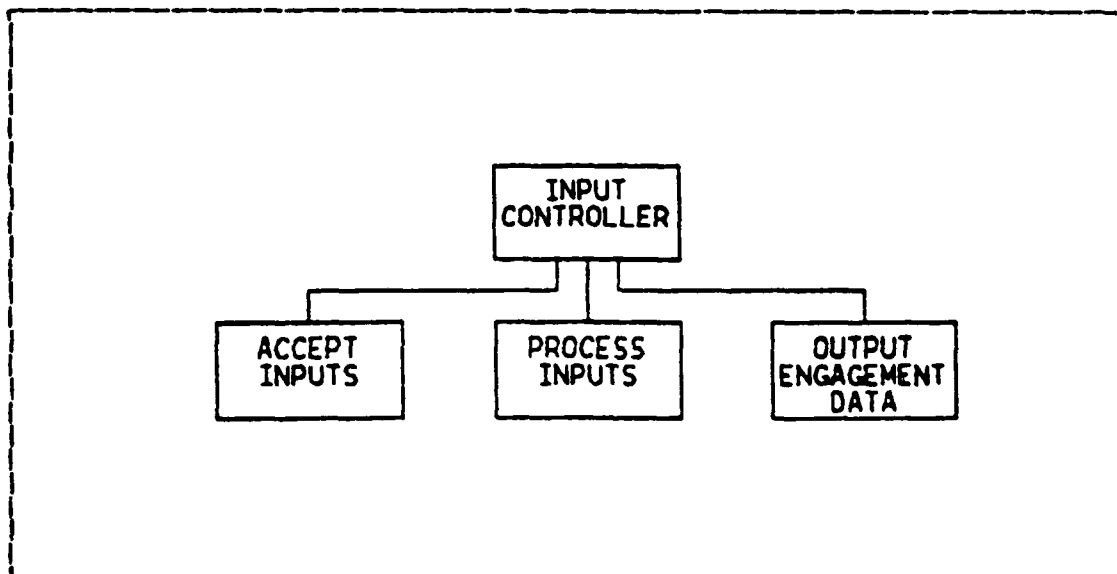 INPUT
CONTROLLER
ACCEPT
INPUTS
PROCESS
INPUTS
OUTPUT
ENGAGEMENT
DATA